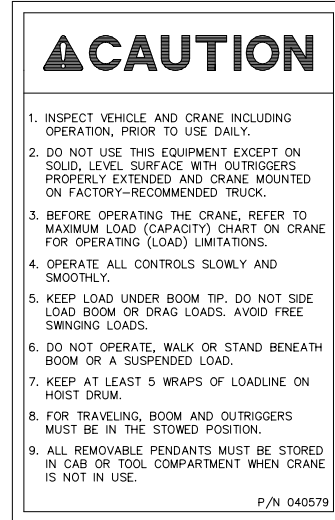 CAUTION
1. INSPECT VEHICLE AND CRANE INCLUDING
OPERATION, PRIOR TO USE DAILY.
2. DO NOT USE THIS EQUIPMENT EXCEPT ON
SOLID, LEVEL SURFACE WITH OUTRIGGERS
PROPERLY EXTENDED AND CRANE MOUNTED
ON FACTORY-RECOMMENDED TRUCK.
3. BEFORE OPERATING THE CRANE, REFER TO
MAXIMUM LOAD (CAPACITY) CHART ON CRANE
FOR OPERATING (LOAD) LIMITATIONS.
4. OPERATE ALL CONTROLS SLOWLY AND
SMOOTHLY.
5. KEEP LOAD UNDER BOOM TIP. DO NOT SIDE
LOAD BOOM OR DRAG LOADS. AVOID FREE
SWINGING LOADS.
6. DO NOT OPERATE, WALK OR STAND BENEATH
BOOM OR A SUSPENDED LOAD.
7. KEEP AT LEAST 5 WRAPS OF LOADLINE ON
HOIST DRUM.
8. FOR TRAVELING, BOOM AND OUTRIGGERS
MUST BE IN THE STOWED POSITION.
9. ALL REMOVABLE PENDANTS MUST BE STORED
IN CAB OR TOOL COMPARTMENT WHEN CRANE
IS NOT IN USE.
P/N 040579